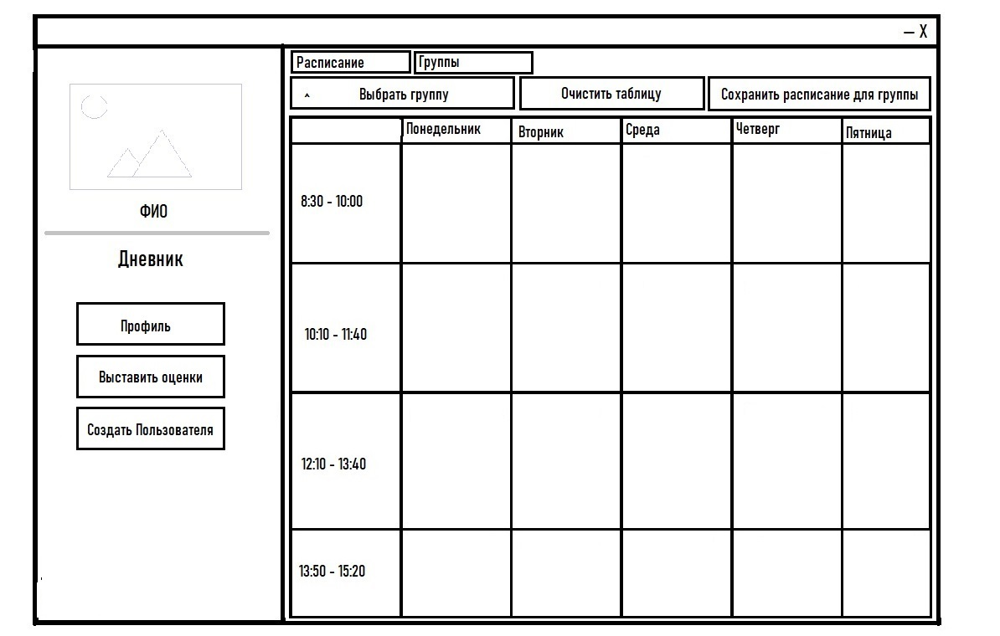 – X
ФИО
Дневник
Профиль
Выставить оценки
Создать Пользователя
Расписание
Группы
^ Выбрать группу
Очистить таблицу
Сохранить расписание для группы
Понедельник
Вторник
Среда
Четверг
Пятница
8:30 - 10:00
10:10 - 11:40
12:10 - 13:40
13:50 - 15:20